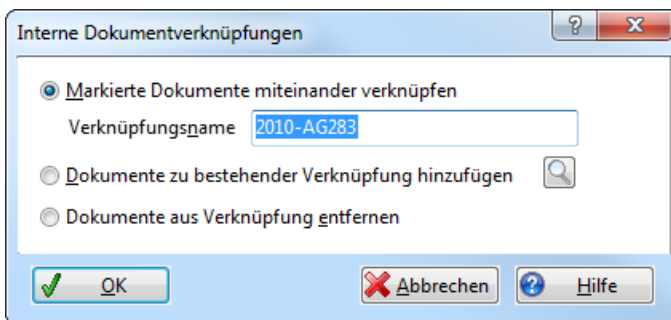 Interne Dokumentverknüpfungen
Markierte Dokumente miteinander verknüpfen
Verknüpfungsname 2010-AG283
Dokumente zu bestehender Verknüpfung hinzufügen
Dokumente aus Verknüpfung entfernen
OK Abbrechen ? Hilfe